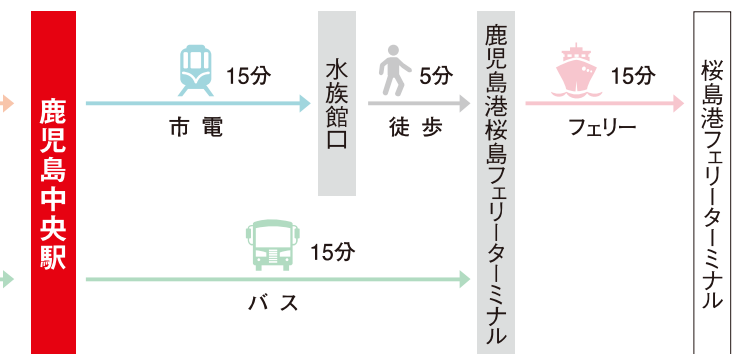 鹿児島中央駅
15分
市電
水族館口
5分
徒歩
15分
バス
鹿児島港桜島フェリーターミナル
15分
フェリー
桜島港フェリーターミナル